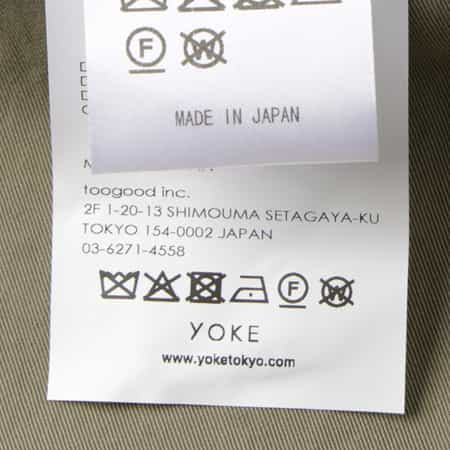 F
W
MADE IN JAPAN
toogood inc.
2F 1-20-13 SHIMOUMA SETAGAYA-KU
TOKYO 154-0002 JAPAN
03-6271-4558
F
W
YOKE
www.yoketokyo.com